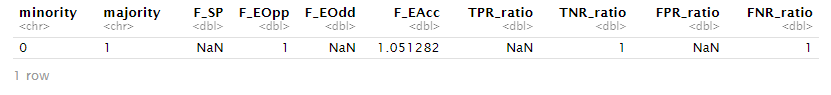 minority majority F_SP F_EOpp F_EOdd F_EAcc TPR_ratio TNR_ratio FPR_ratio FNR_ratio
<chr> <chr> <dbl> <dbl> <dbl> <dbl> <dbl> <dbl> <dbl> <dbl>
0 1 NaN 1 NaN 1.051282 NaN 1 NaN 1
1 row